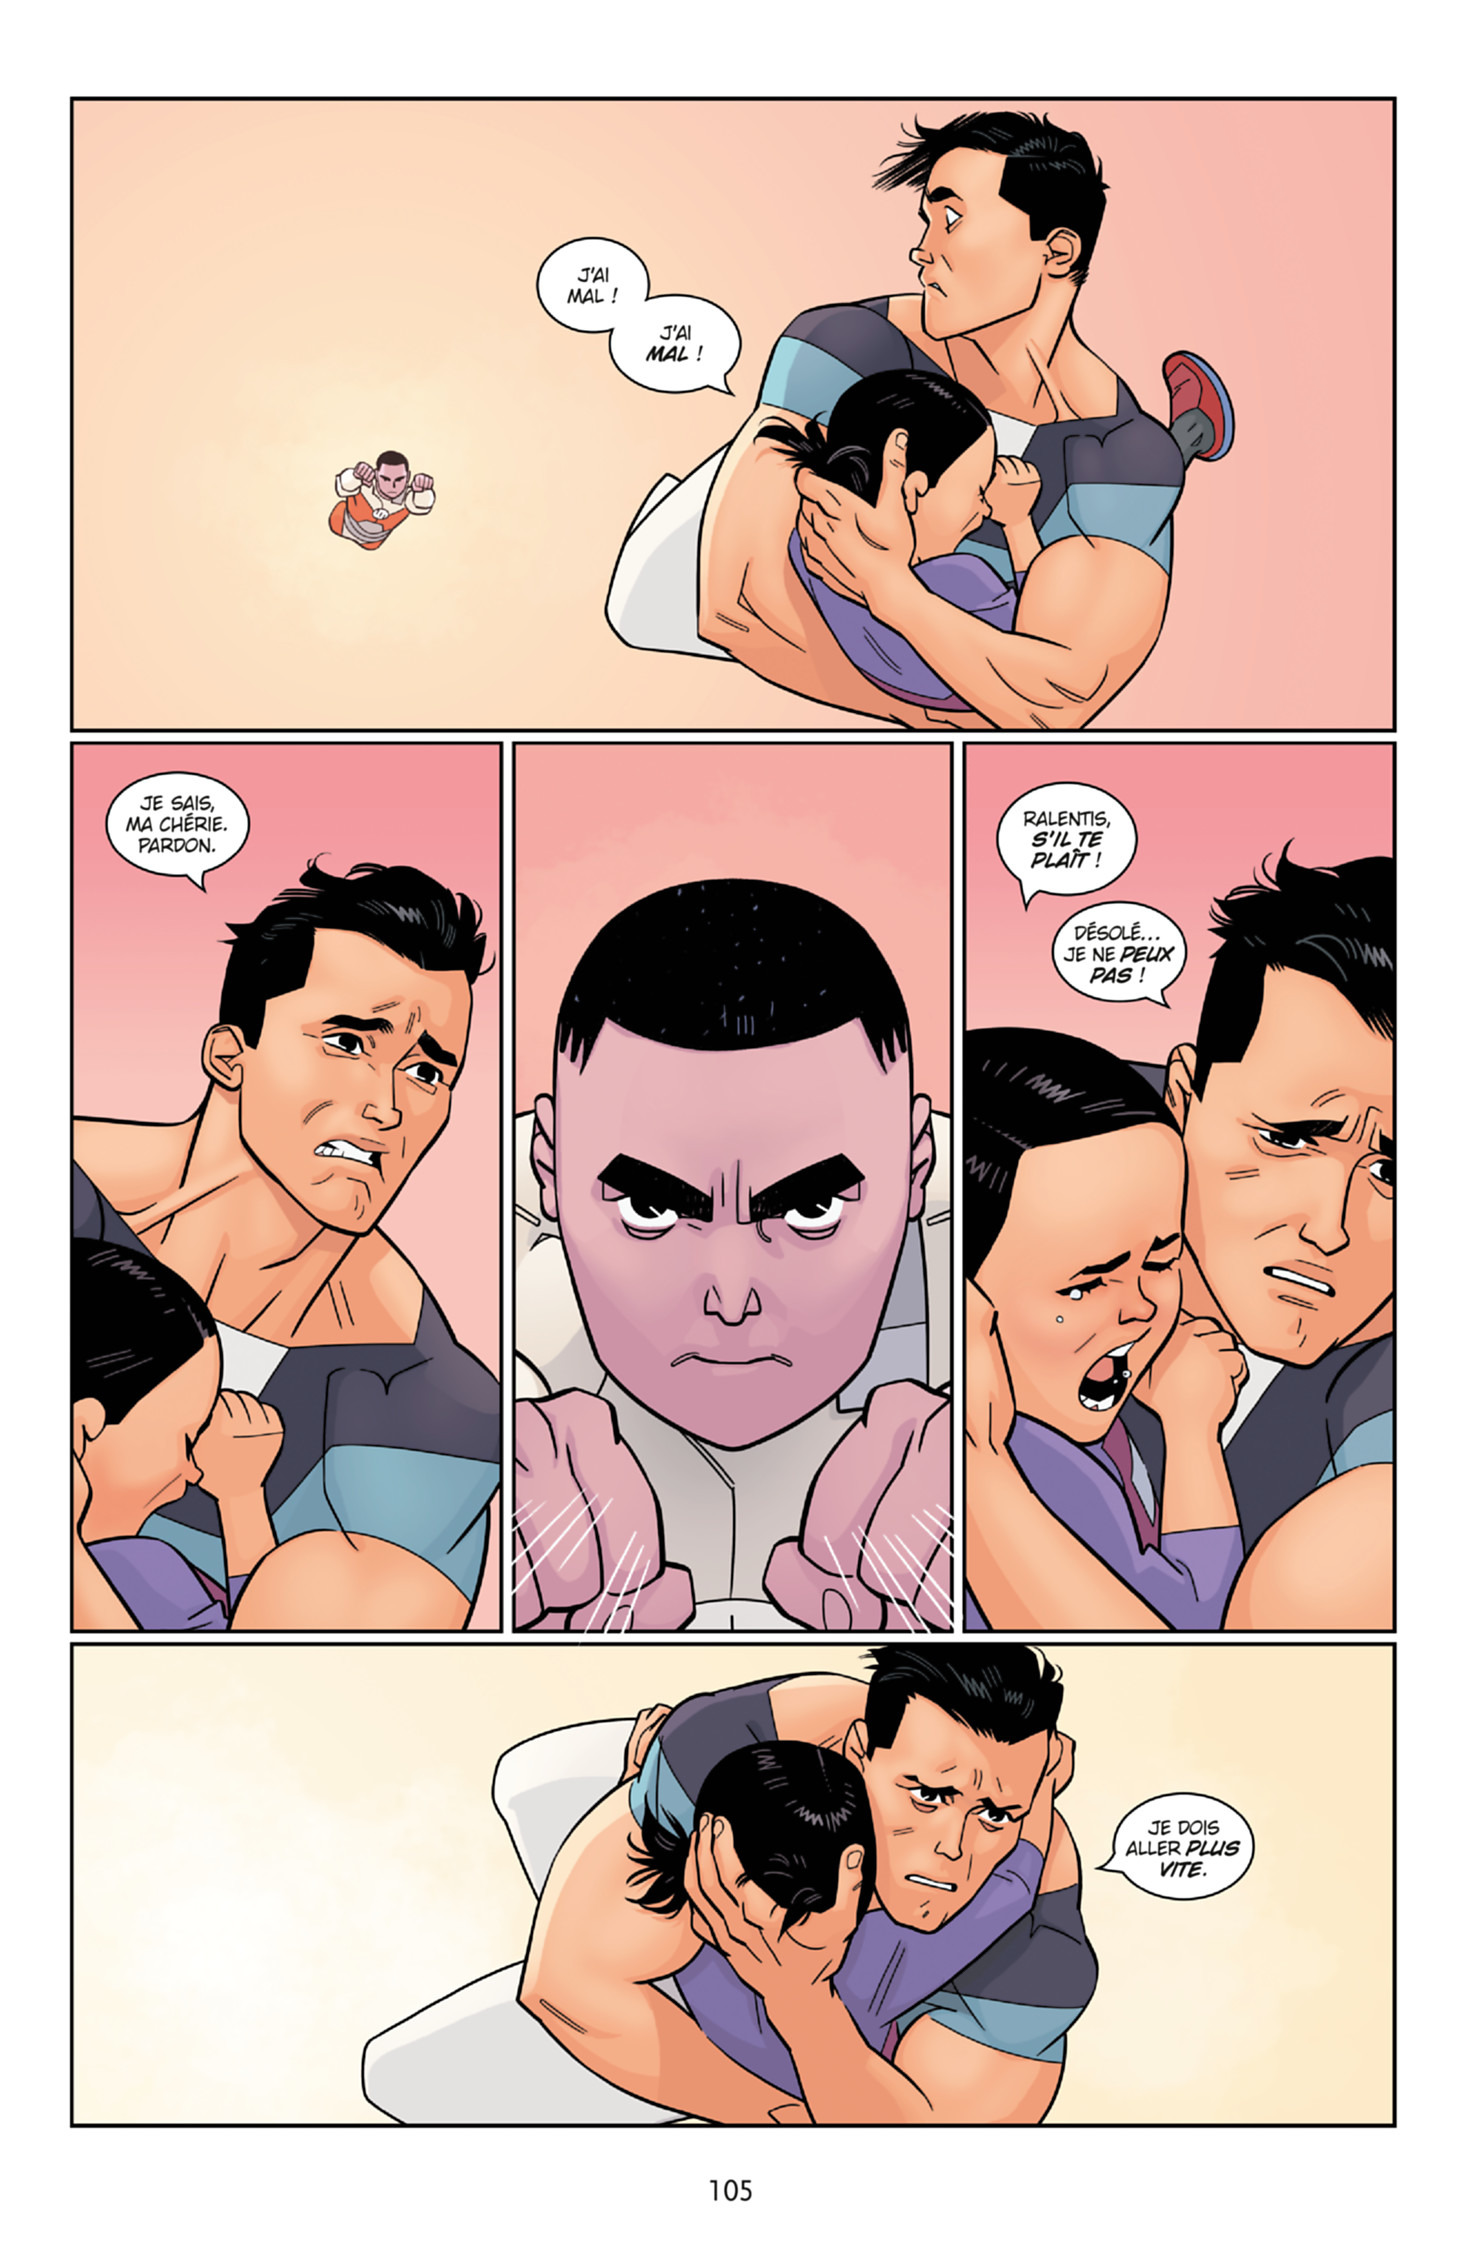 J'AI
MAL !
J'AI
MAL !
JE SAIS,
MA CHÉRIE.
PARDON.
RALENTIS,
S'IL TE
PLAÎT !
DÉSOLÉ...
JE NE PEUX
PAS !
JE DOIS
ALLER PLUS
VITE.
105